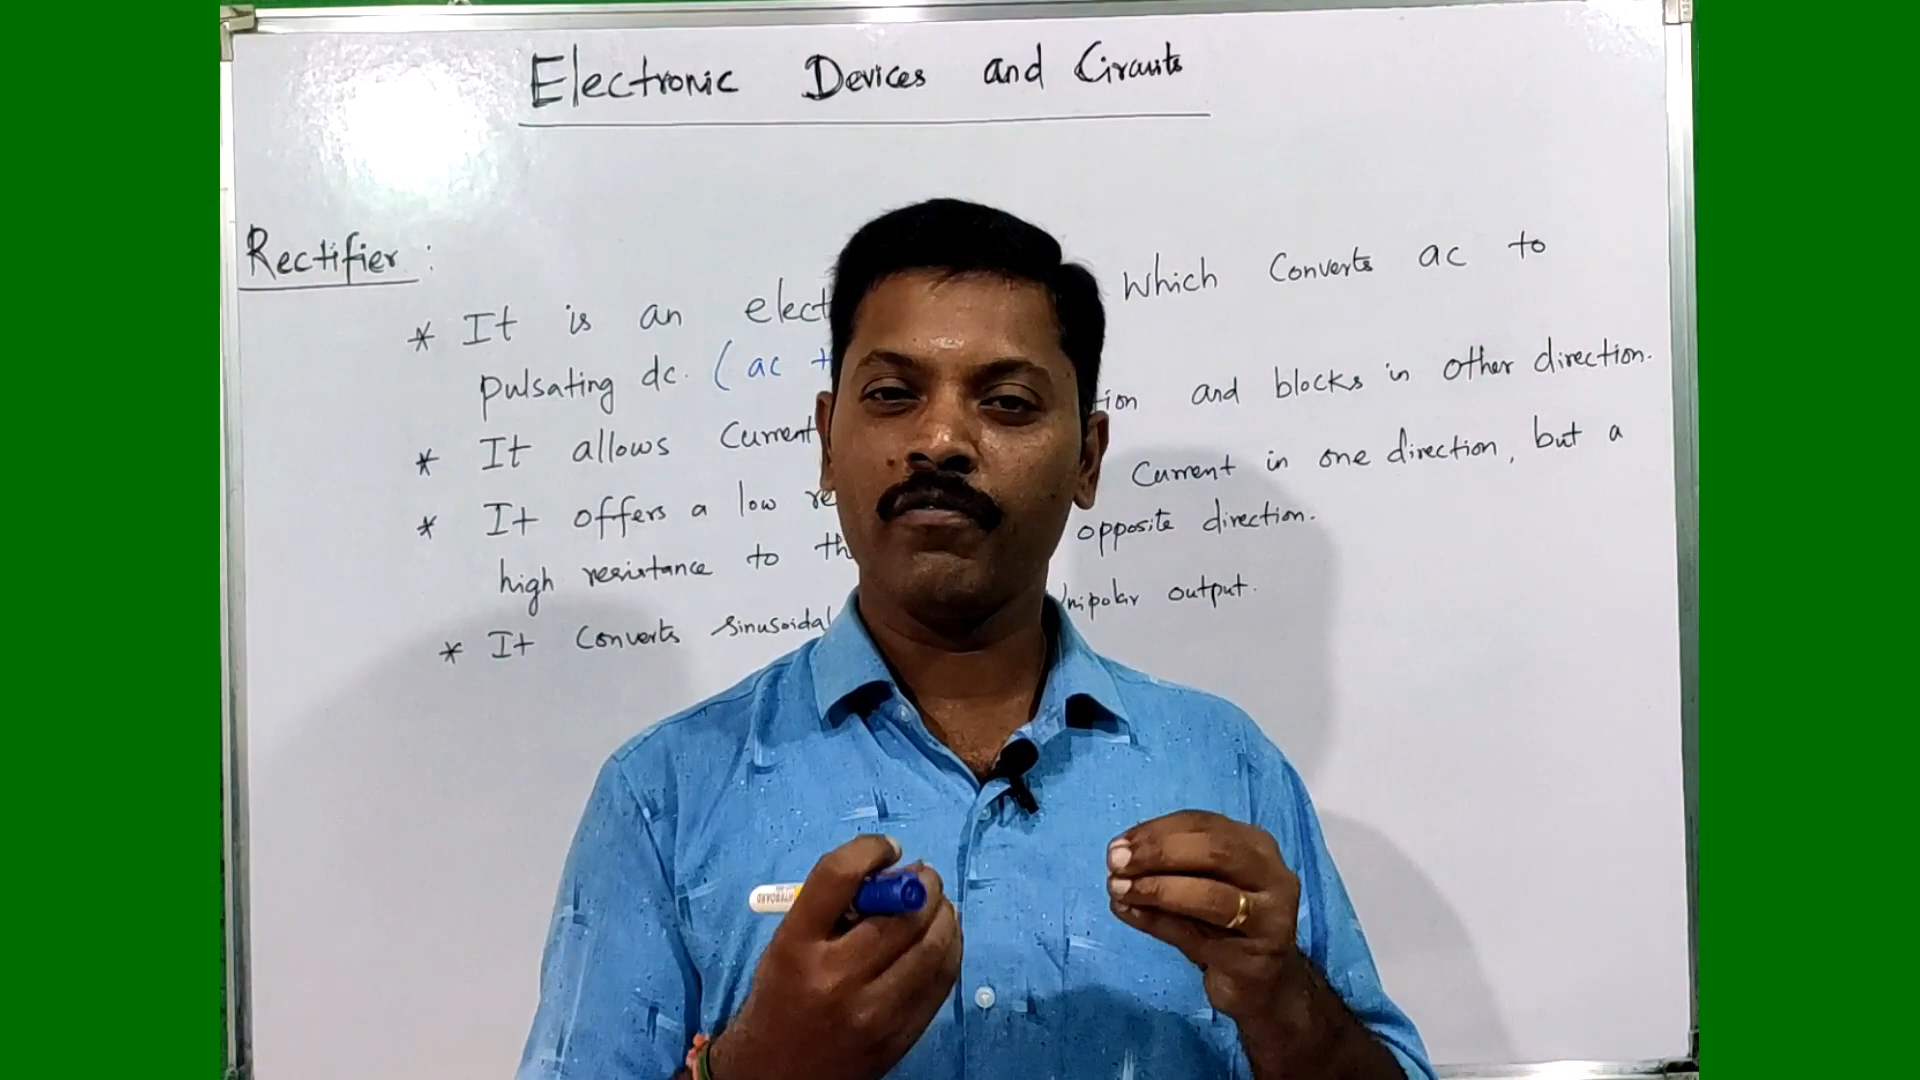 Electronic Devices and Circuits
Rectifier :
* It is an elect which converts ac to
pulsating dc. ( ac t
* It allows Current tion and blocks in other direction.
* It offers a low re Current in one direction, but a
high resistance to th opposite direction.
* It Converts sinusoidal Unipolar output.